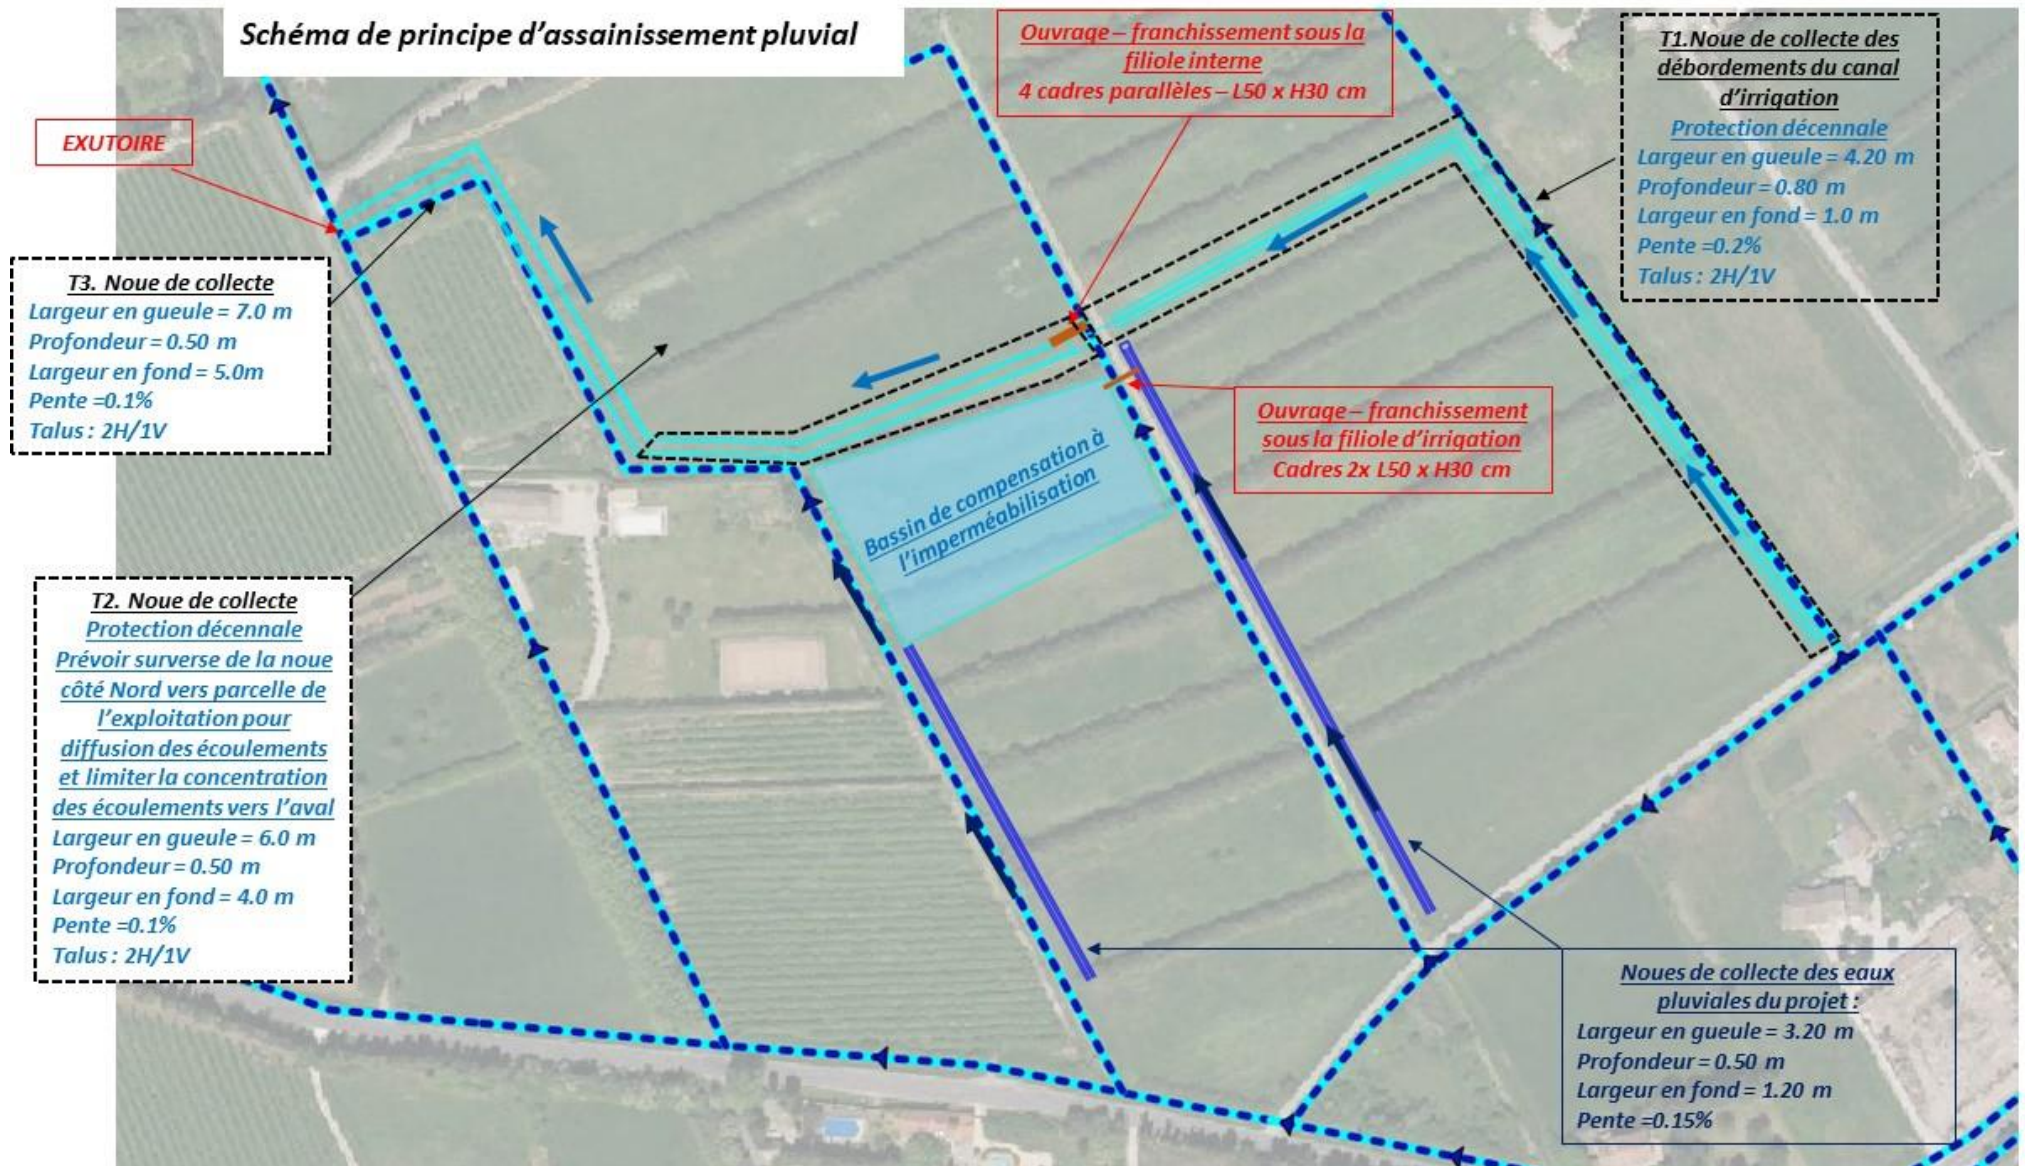 Schéma de principe d'assainissement pluvial
Ouvrage – franchissement sous la
filiole interne
4 cadres parallèles – L50 x H30 cm
T1.Noue de collecte des
débordements du canal
d'irrigation
Protection décennale
Largeur en gueule = 4.20 m
Profondeur = 0.80 m
Largeur en fond = 1.0 m
Pente =0.2%
Talus : 2H/1V
EXUTOIRE
T3. Noue de collecte
Largeur en gueule = 7.0 m
Profondeur = 0.50 m
Largeur en fond = 5.0m
Pente =0.1%
Talus : 2H/1V
Ouvrage – franchissement
sous la filiole d'irrigation
Cadres 2x L50 x H30 cm
Bassin de compensation à
l'imperméabilisation
T2. Noue de collecte
Protection décennale
Prévoir surverse de la noue
côté Nord vers parcelle de
l'exploitation pour
diffusion des écoulements
et limiter la concentration
des écoulements vers l'aval
Largeur en gueule = 6.0 m
Profondeur = 0.50 m
Largeur en fond = 4.0 m
Pente =0.1%
Talus : 2H/1V
Noues de collecte des eaux
pluviales du projet :
Largeur en gueule = 3.20 m
Profondeur = 0.50 m
Largeur en fond = 1.20 m
Pente =0.15%